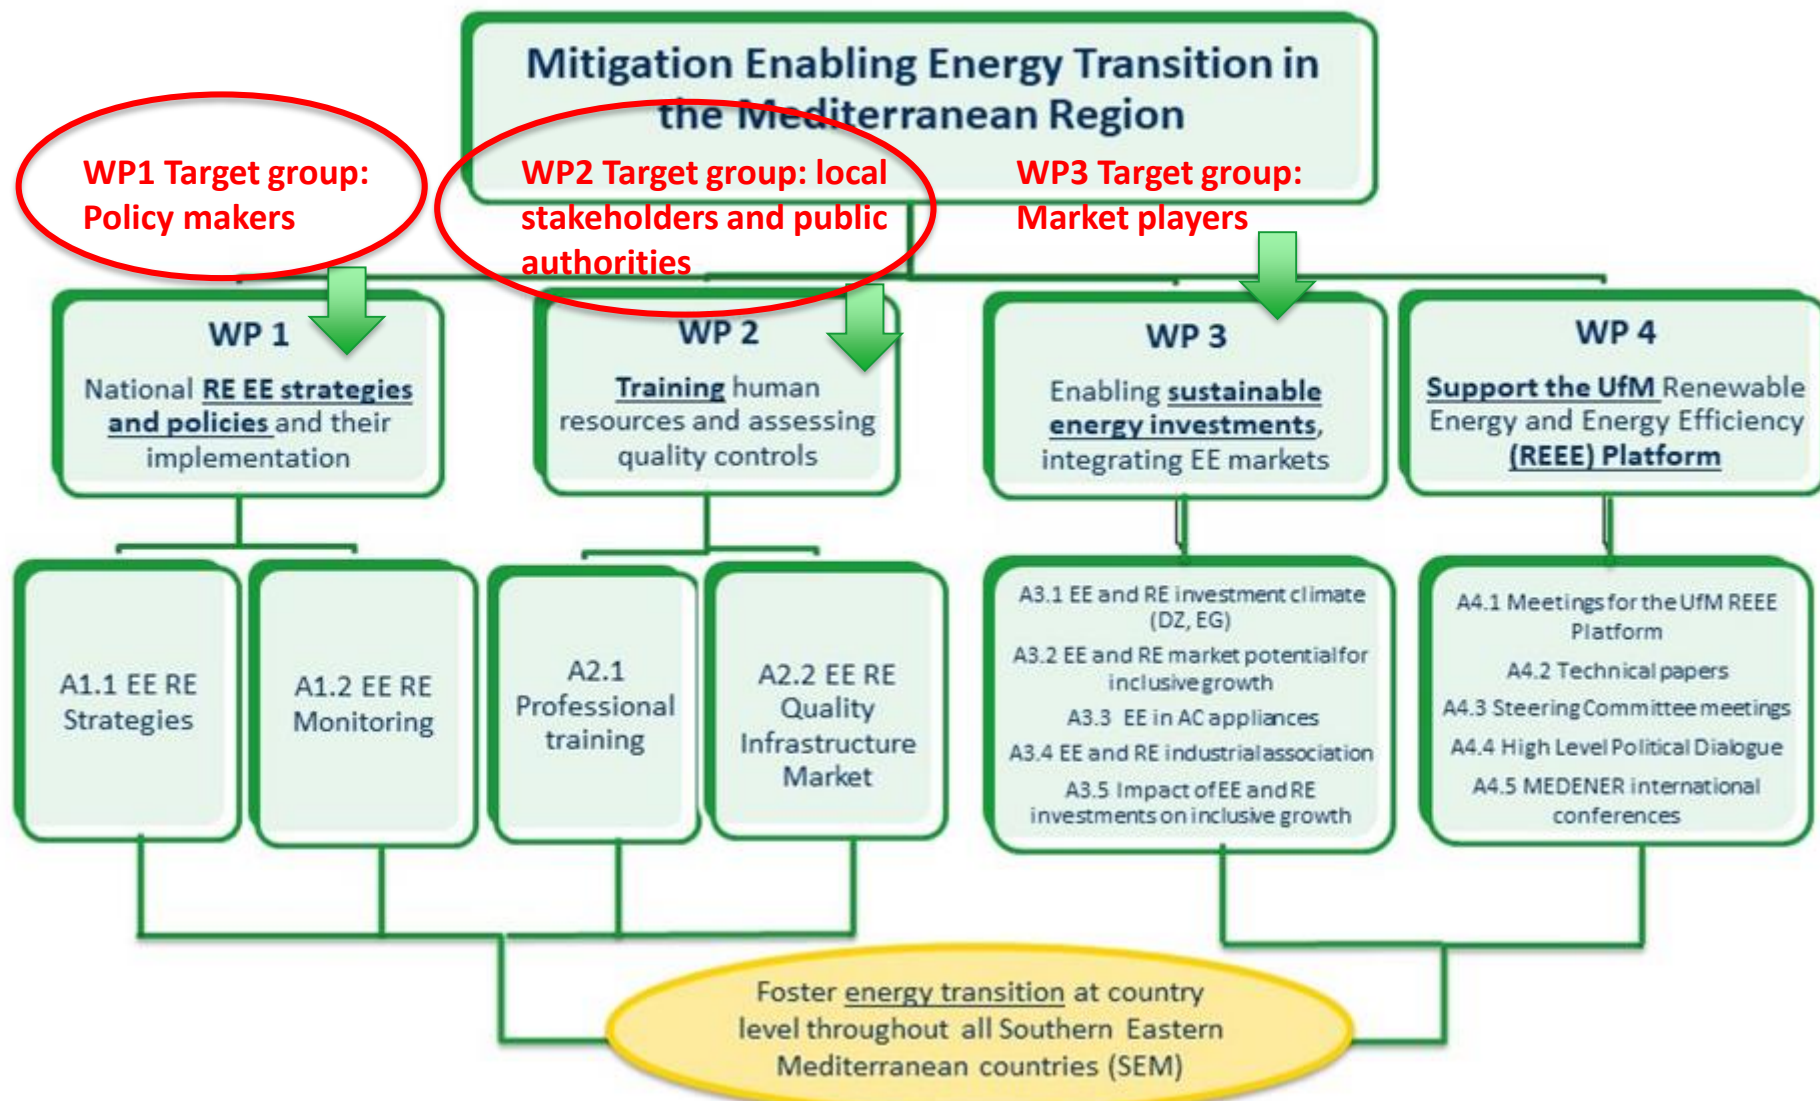 Mitigation Enabling Energy Transition in
the Mediterranean Region
WP1 Target group:
Policy makers
WP2 Target group: local
stakeholders and public
authorities
WP3 Target group:
Market players
WP 1
National RE EE strategies
and policies and their
implementation
WP 2
Training human
resources and assessing
quality controls
WP 3
Enabling sustainable
energy investments,
integrating EE markets
WP 4
Support the UfM Renewable
Energy and Energy Efficiency
(REEE) Platform
A1.1 EE RE
Strategies
A1.2 EE RE
Monitoring
A2.1
Professional
training
A2.2 EE RE
Quality
Infrastructure
Market
A3.1 EE and RE investment climate
(DZ, EG)
A3.2 EE and RE market potential for
inclusive growth
A3.3 EE in AC appliances
A3.4 EE and RE industrial association
A3.5 Impact of EE and RE
investments on inclusive growth
A4.1 Meetings for the UfM REEE
Platform
A4.2 Technical papers
A4.3 Steering Committee meetings
A4.4 High Level Political Dialogue
A4.5 MEDENER international
conferences
Foster energy transition at country
level throughout all Southern Eastern
Mediterranean countries (SEM)